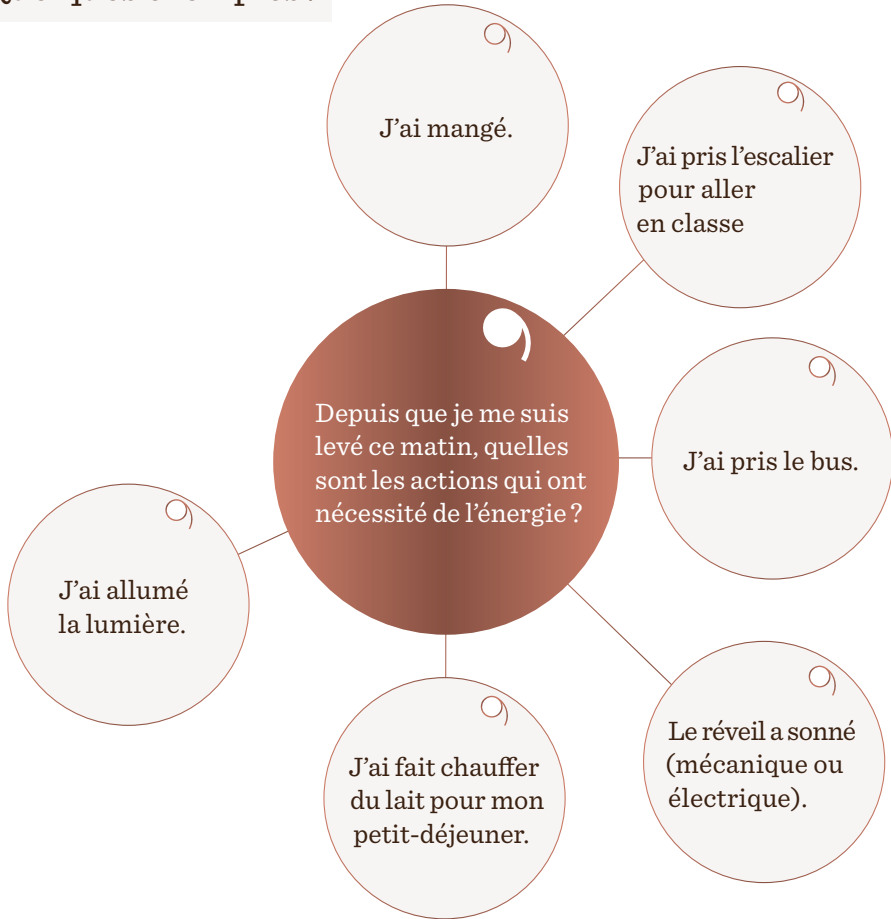 J’ai mangé.
J’ai pris l’escalier
pour aller
en classe
Depuis que je me suis
levé ce matin, quelles
sont les actions qui ont
nécessité de l’énergie ?
J’ai pris le bus.
J’ai allumé
la lumière.
Le réveil a sonné
(mécanique ou
électrique).
J’ai fait chauffer
du lait pour mon
petit-déjeuner.